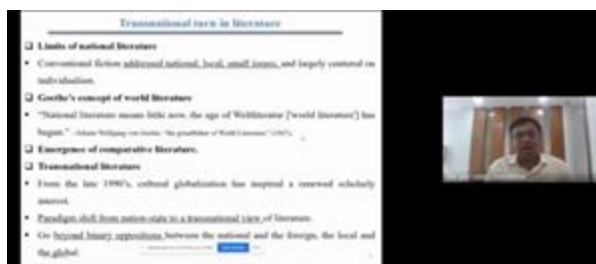 Transnational turn in literature
Limits of national literature
Conventional fiction addressed national, local, small issues, and largely centered on
individualism.
Goethe's concept of world literature
"National literature means little now, the age of Weltliteratur ['world literature'] has
begun." -Johann Wolfgang von Goethe, "the grandfather of World Literature"
Emergence of comparative literature.
Transnational literature
From the late 1990's, cultural globalization has inspired a renewed scholarly
interest.
Paradigm shift from nation-state to a transnational view of literature.
Go beyond binary oppositions between the national and the foreign, the local and
the global.